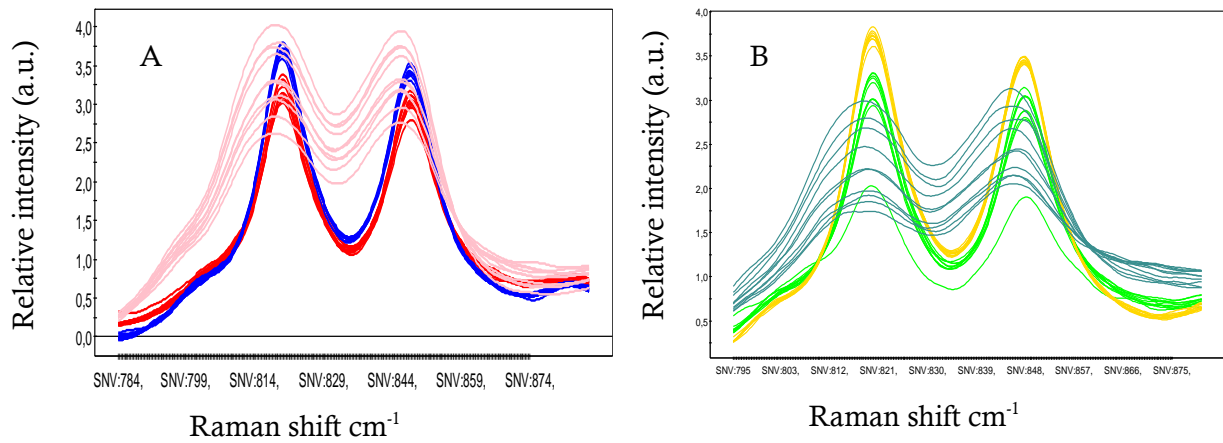 A
Relative intensity (a.u.)
4,0
3,5
3,0
2,5
2,0
1,5
1,0
0,5
0,0
SNV:784, SNV:799, SNV:814, SNV:829, SNV:844, SNV:859, SNV:874,
Raman shift cm-1
B
Relative intensity (a.u.)
4,0
3,5
3,0
2,5
2,0
1,5
1,0
0,5
SNV:795 SNV:803, SNV:812, SNV:821, SNV:830, SNV:839, SNV:848, SNV:857, SNV:866, SNV:875,
Raman shift cm-1